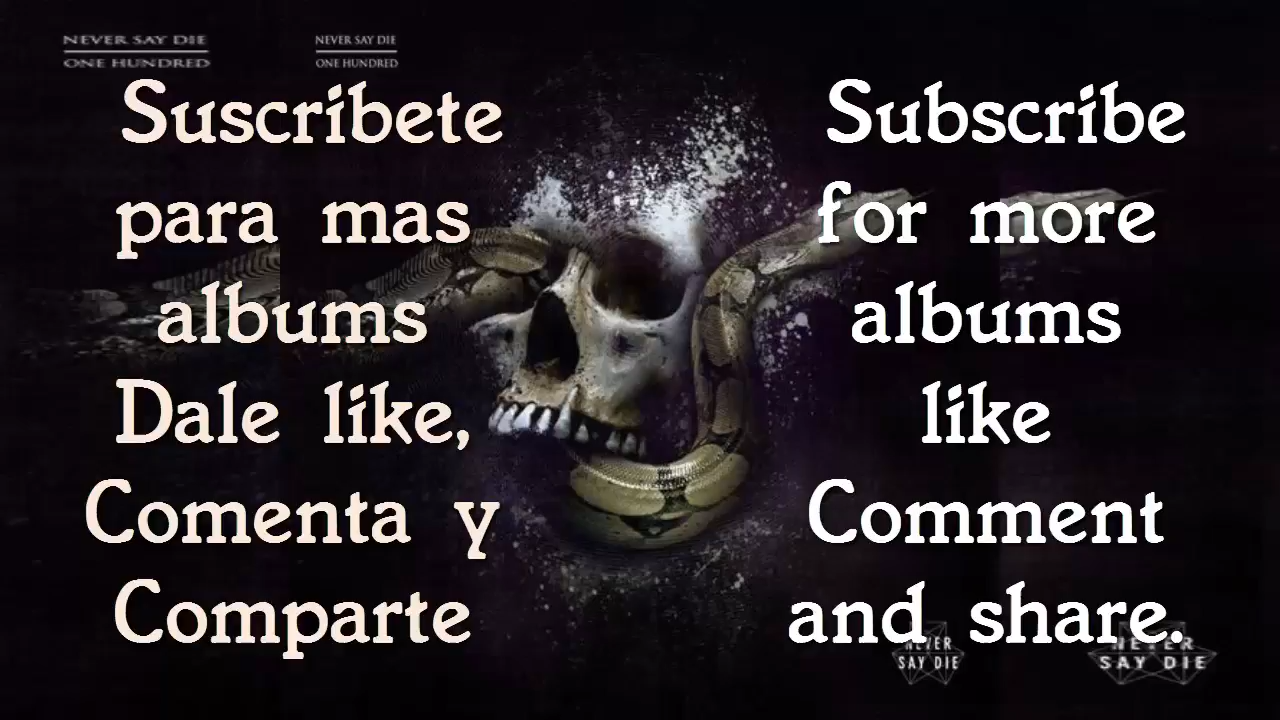 NEVER SAY DIE
ONE HUNDRED
NEVER SAY DIE
ONE HUNDRED
Suscribete
para mas
albums
Dale like,
Comenta y
Comparte
Subscribe
for more
albums
like
Comment
and share.
NEVER
SAY DIE
NEVER
SAY DIE